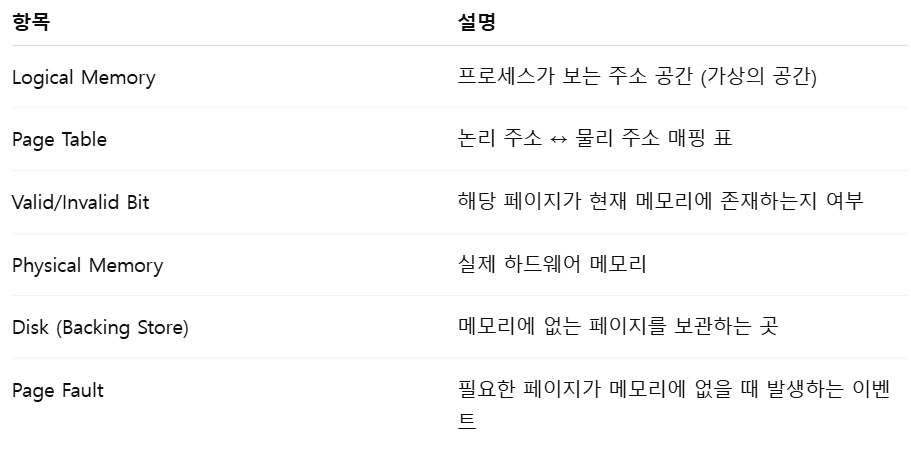 항목 설명
Logical Memory 프로세스가 보는 주소 공간 (가상의 공간)
Page Table 논리 주소 ↔ 물리 주소 매핑 표
Valid/Invalid Bit 해당 페이지가 현재 메모리에 존재하는지 여부
Physical Memory 실제 하드웨어 메모리
Disk (Backing Store) 메모리에 없는 페이지를 보관하는 곳
Page Fault 필요한 페이지가 메모리에 없을 때 발생하는 이벤
트